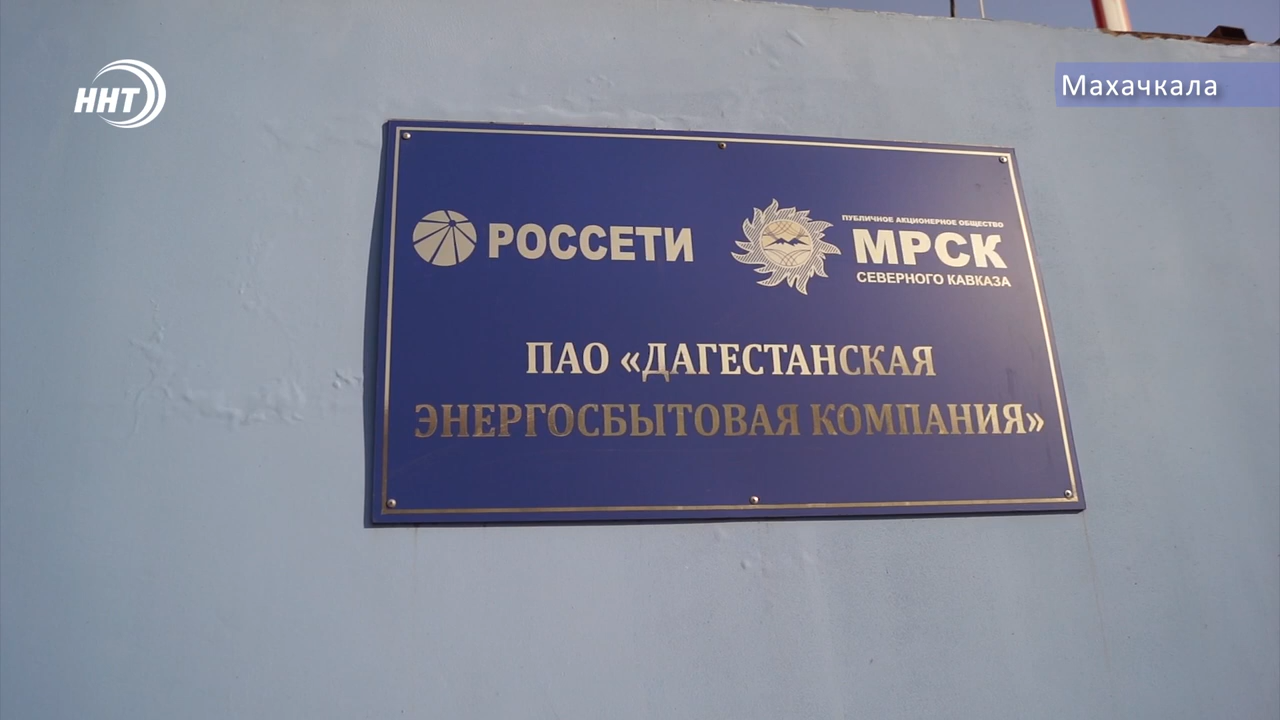 ННТ
Махачкала
РОССЕТИ
ПУБЛИЧНОЕ АКЦИОНЕРНОЕ ОБЩЕСТВО
МРСК
СЕВЕРНОГО КАВКАЗА
ПАО «ДАГЕСТАНСКАЯ
ЭНЕРГОСБЫТОВАЯ КОМПАНИЯ»